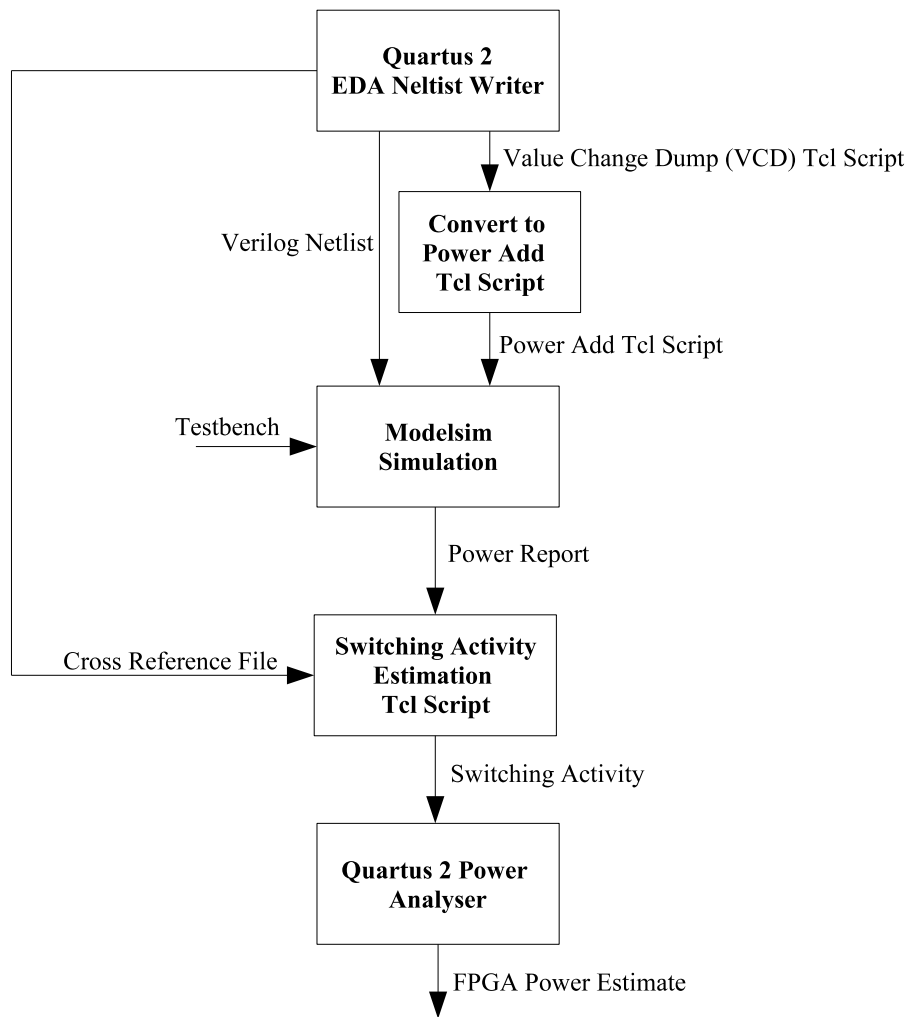 Quartus 2
EDA Neltist Writer
Value Change Dump (VCD) Tcl Script
Convert to
Power Add
Tcl Script
Verilog Netlist
Power Add Tcl Script
Testbench
Modelsim
Simulation
Power Report
Switching Activity
Estimation
Tcl Script
Cross Reference File
Switching Activity
Quartus 2 Power
Analyser
FPGA Power Estimate